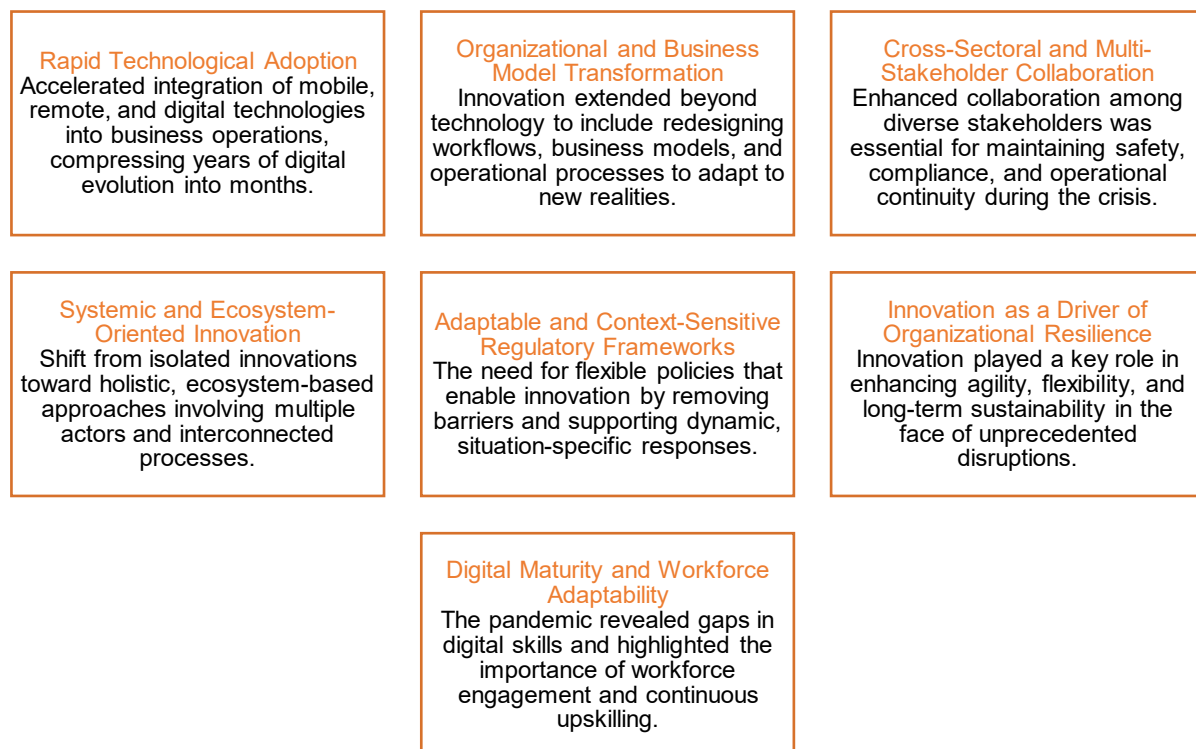 Rapid Technological Adoption
Accelerated integration of mobile,
remote, and digital technologies
into business operations,
compressing years of digital
evolution into months.
Organizational and Business
Model Transformation
Innovation extended beyond
technology to include redesigning
workflows, business models, and
operational processes to adapt to
new realities.
Cross-Sectoral and Multi-
Stakeholder Collaboration
Enhanced collaboration among
diverse stakeholders was
essential for maintaining safety,
compliance, and operational
continuity during the crisis.
Systemic and Ecosystem-
Oriented Innovation
Shift from isolated innovations
toward holistic, ecosystem-based
approaches involving multiple
actors and interconnected
processes.
Adaptable and Context-Sensitive
Regulatory Frameworks
The need for flexible policies that
enable innovation by removing
barriers and supporting dynamic,
situation-specific responses.
Innovation as a Driver of
Organizational Resilience
Innovation played a key role in
enhancing agility, flexibility, and
long-term sustainability in the
face of unprecedented
disruptions.
Digital Maturity and Workforce
Adaptability
The pandemic revealed gaps in
digital skills and highlighted the
importance of workforce
engagement and continuous
upskilling.